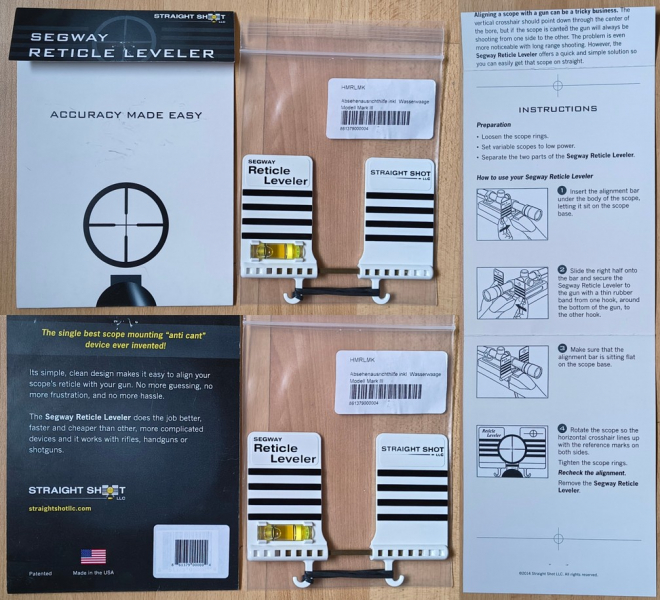 STRAIGHT SHOT
LLC
SEGWAY
RETICLE LEVELER
ACCURACY MADE EASY
HMRLMK
Absehenausrichthilfe inkl. Wasserwaage
Modell Mark III
SEGWAY
Reticle
Leveler
STRAIGHT SHOT
LLC
The single best scope mounting "anti cant"
device ever invented!
Its simple, clean design makes it easy to align your
scope's reticle with your gun. No more guessing, no
more frustration, and no more hassle.
The Segway Reticle Leveler does the job better,
faster and cheaper than other, more complicated
devices and it works with rifles, handguns or
shotguns.
STRAIGHT SHOT
LLC
straightshotllc.com
Patented
Made in the USA
HMRLMK
Absehenausrichthilfe inkl. Wasserwaage
Modell Mark III
SEGWAY
Reticle
Leveler
STRAIGHT SHOT
LLC
Aligning a scope with a gun can be a tricky business. The
vertical crosshair should point down through the center of
the bore, but if the scope is canted the gun will always be
shooting from one side to the other. The problem is even
more noticeable with long range shooting. However, the
Segway Reticle Leveler offers a quick and simple solution so
you can easily get that scope on straight.
INSTRUCTIONS
Preparation
• Loosen the scope rings.
• Set variable scopes to low power.
• Separate the two parts of the Segway Reticle Leveler.
How to use your Segway Reticle Leveler
1 Insert the alignment bar
under the body of the scope,
letting it sit on the scope
base.
2 Slide the right half onto
the bar and secure the
Segway Reticle Leveler to
the gun with a thin rubber
band from one hook, around
the bottom of the gun, to
the other hook.
3 Make sure that the
alignment bar is sitting flat
on the scope base.
Reticle
Leveler
4 Rotate the scope so the
horizontal crosshair lines up
with the reference marks on
both sides.
Tighten the scope rings.
Recheck the alignment.
Remove the Segway Reticle
Leveler.
©2014 Straight Shot LLC. All rights reserved.